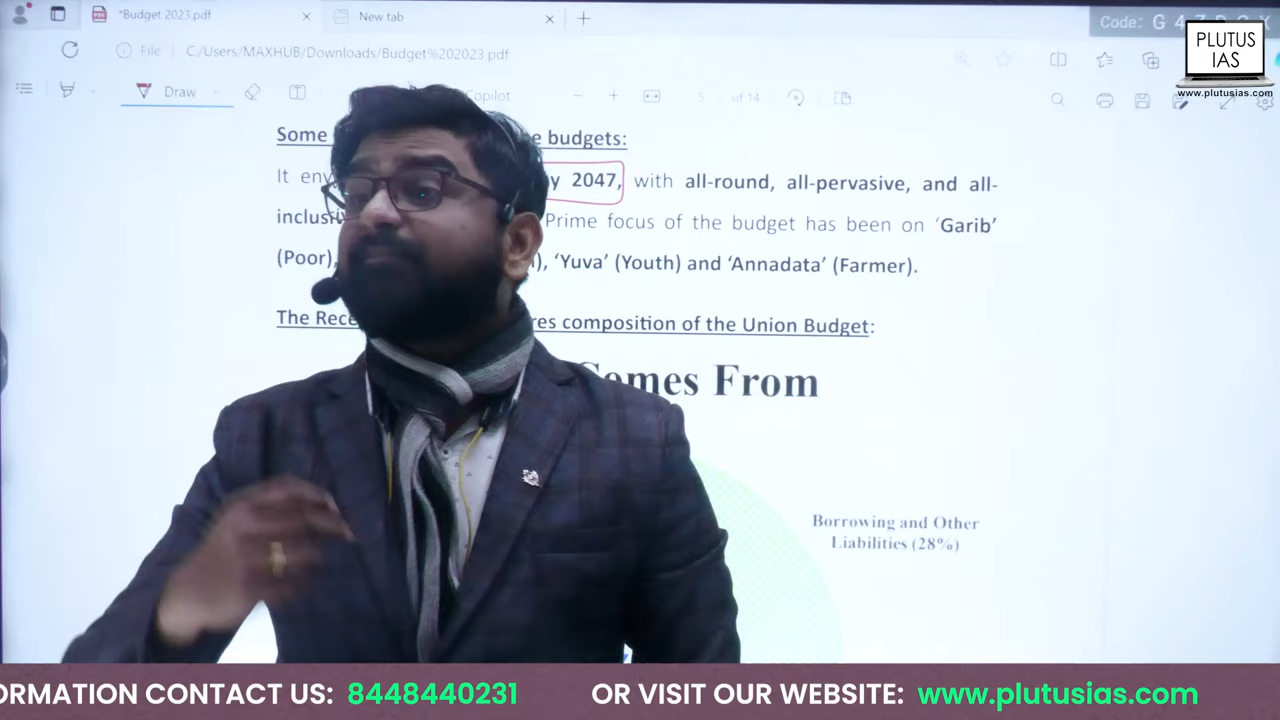 *Budget 2023.pdf
New tab
Code: G 4
PLUTUS
IAS
www.plutusias.com
File
C:/Users/MAXHUB/Downloads/Budget%202023.pdf
Draw
Copilot
5 of 14
Some e budgets:
It env y 2047, with all-round, all-pervasive, and all-
inclusiv Prime focus of the budget has been on 'Garib'
(Poor), ), 'Yuva' (Youth) and 'Annadata' (Farmer).
The Rece res composition of the Union Budget:
Comes From
Borrowing and Other
Liabilities (28%)
ORMATION CONTACT US: 8448440231 OR VISIT OUR WEBSITE: www.plutusias.com